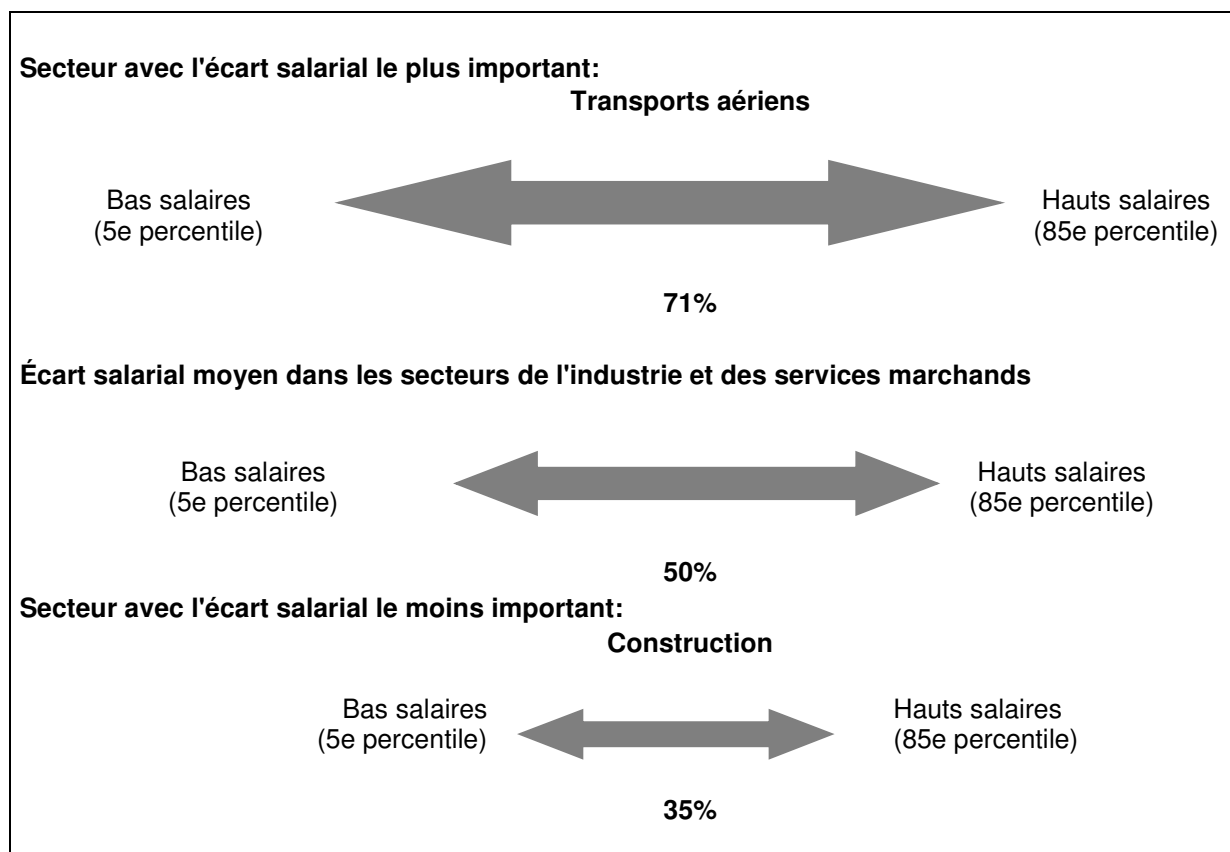 Secteur avec l'écart salarial le plus important:
Transports aériens
Bas salaires
(5e percentile)
Hauts salaires
(85e percentile)
71%
Écart salarial moyen dans les secteurs de l'industrie et des services marchands
Bas salaires
(5e percentile)
Hauts salaires
(85e percentile)
50%
Secteur avec l'écart salarial le moins important:
Construction
Bas salaires
(5e percentile)
Hauts salaires
(85e percentile)
35%